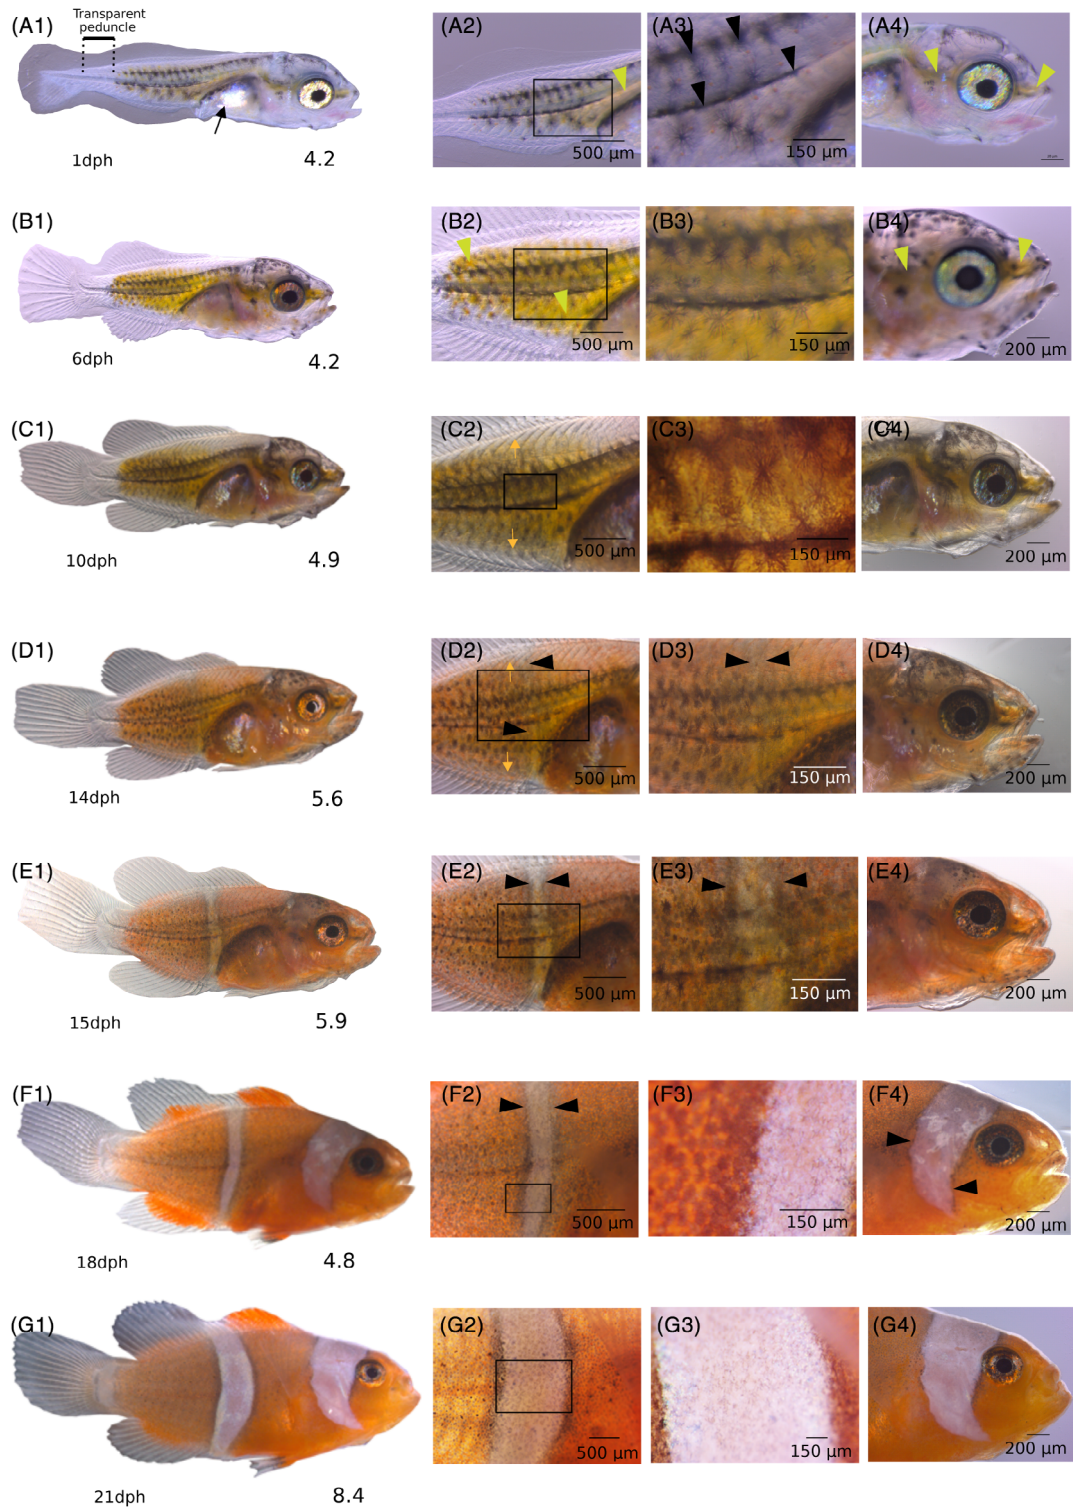 (A1) Transparent
peduncle
1dph 4.2
(A2)
500 µm
(A3)
150 µm
(A4)
(B1)
6dph 4.2
(B2)
500 µm
(B3)
150 µm
(B4)
200 µm
(C1)
10dph 4.9
(C2)
500 µm
(C3)
150 µm
(C4)
200 µm
(D1)
14dph 5.6
(D2)
500 µm
(D3)
150 µm
(D4)
200 µm
(E1)
15dph 5.9
(E2)
500 µm
(E3)
150 µm
(E4)
200 µm
(F1)
18dph 4.8
(F2)
500 µm
(F3)
150 µm
(F4)
200 µm
(G1)
21dph 8.4
(G2)
500 µm
(G3)
150 µm
(G4)
200 µm